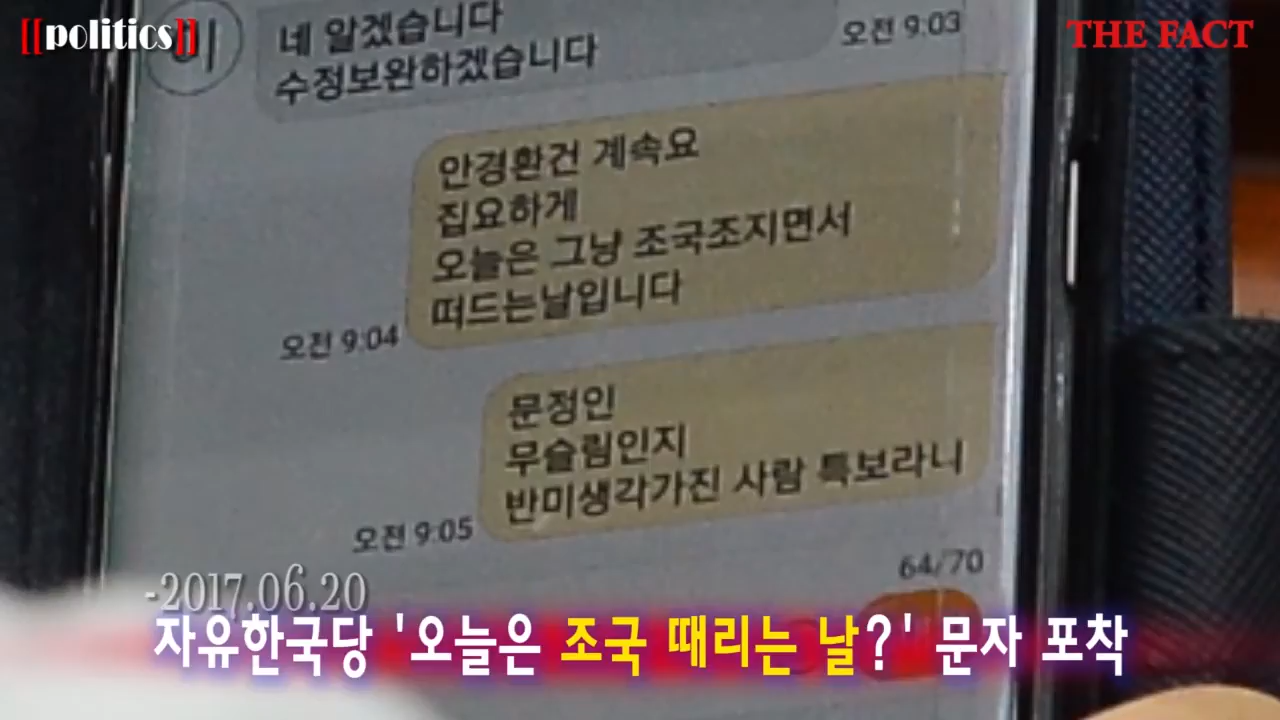 [[politics]]
THE FACT
네 알겠습니다
수정보완하겠습니다
오전 9:03
안경환건 계속요
집요하게
오늘은 그냥 조국조지면서
떠드는날입니다
오전 9:04
문정인
무슬림인지
반미생각가진 사람 특보라니
오전 9:05
64/70
-2017.06.20
자유한국당 '오늘은 조국 때리는 날?' 문자 포착